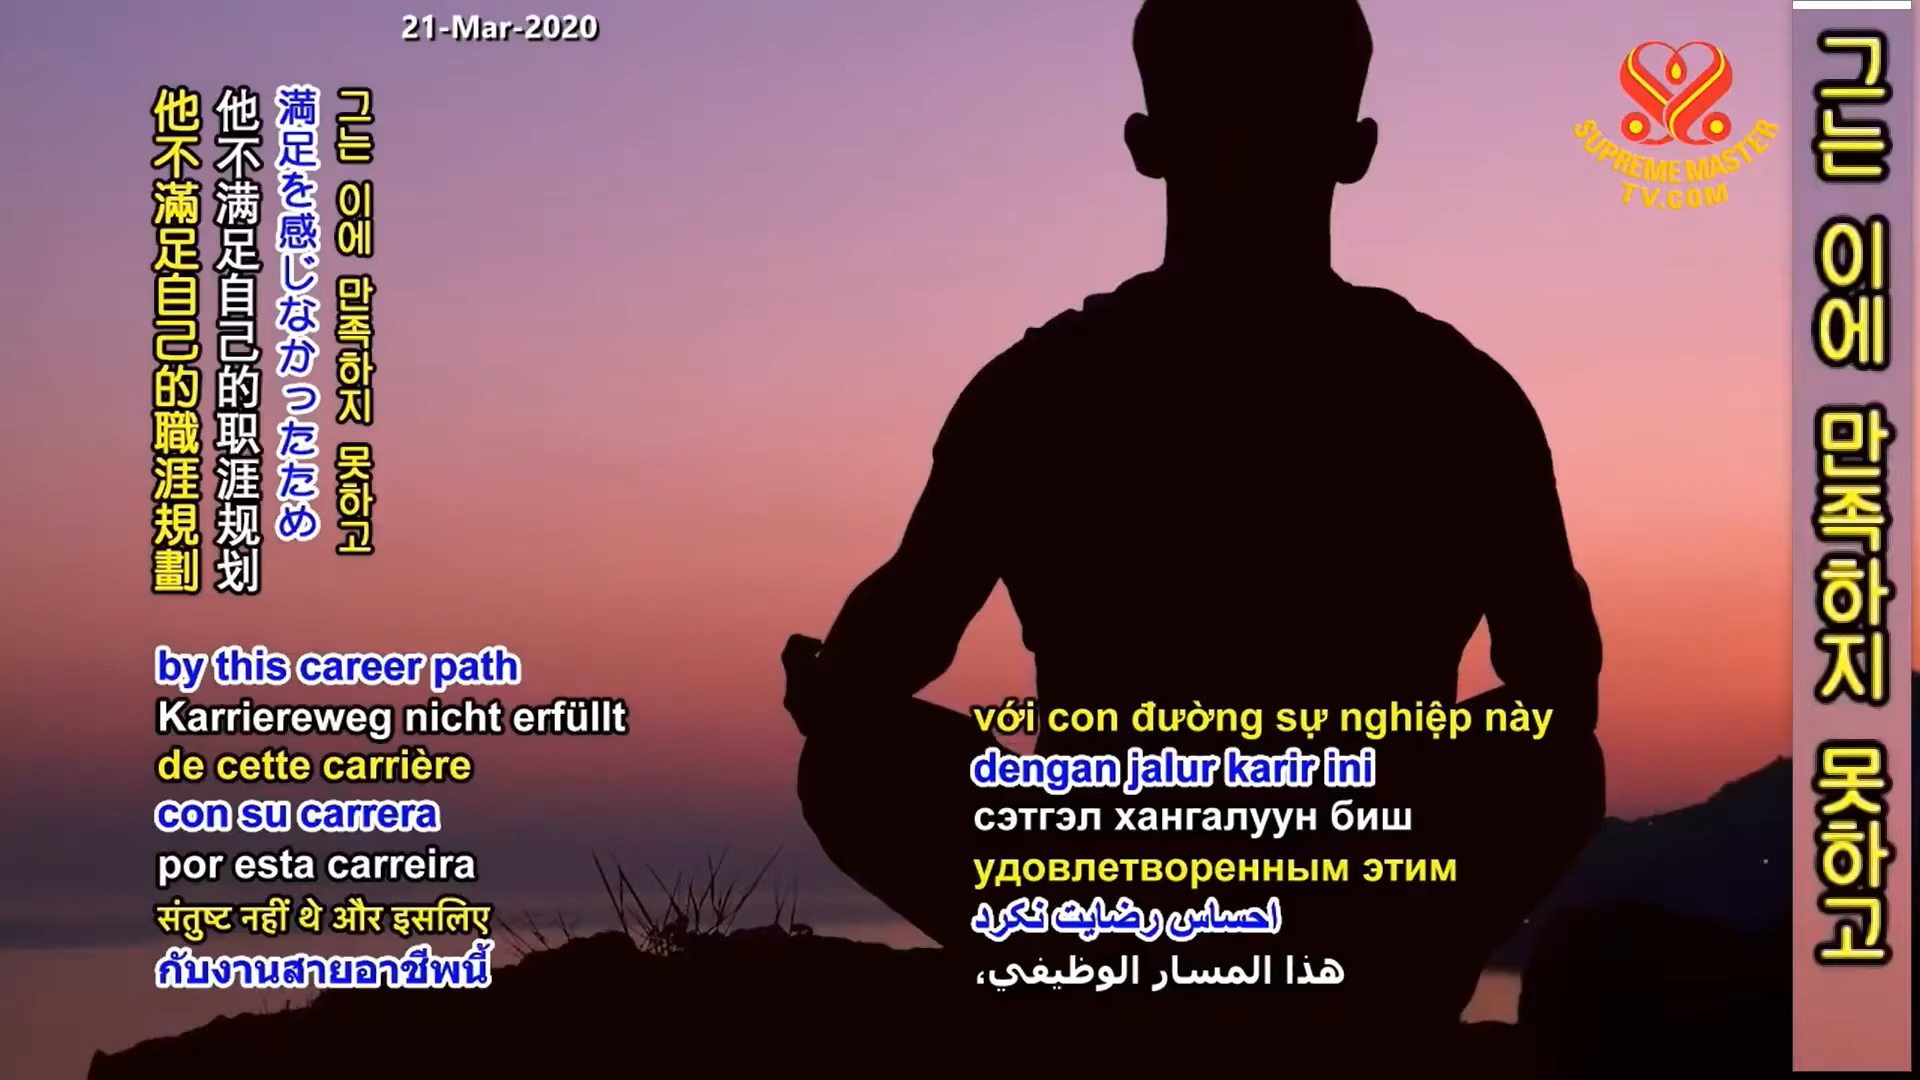 21-Mar-2020
SUPREME MASTER
TV.COM
그는 이에 만족하지 못하고
그는 이에 만족하지 못하고
満足を感じなかったため
他不满足自己的职涯规划
他不滿足自己的職涯規劃
by this career path
Karriereweg nicht erfüllt
de cette carrière
con su carrera
por esta carreira
संतुष्ट नहीं थे और इसलिए
กับงานสายอาชีพนี้
với con đường sự nghiệp này
dengan jalur karir ini
сэтгэл хангалуун биш
удовлетворенным этим
احساس رضایت نکرد
هذا المسار الوظيفي،